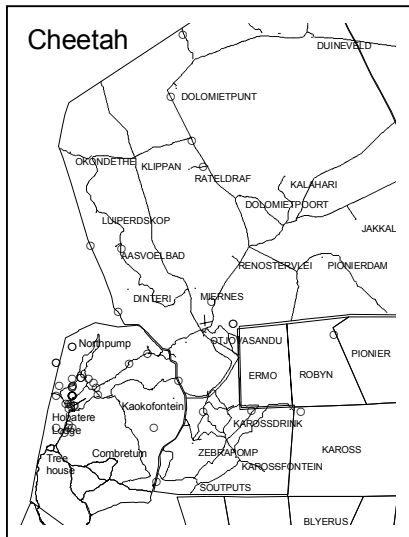 Cheetah
DUINEVELD
DOLOMIETPUNT
OKONDETHE
KLIPPAN
RATELDRAF
KALAHARI
DOLOMIETPOORT
LUIPERDSKOP
JAKKAL
AASVOELBAD
RENOSTERVLEI
PIONIERDAM
DINTERI
MIERNES
Northpump
OTJOVASANDU
PIONIER
ERMO
ROBYN
Hobatere
Lodge
Kaokofontein
KAROSSDRINK
Tree
house
Combretum
ZEBRAPOMP
KAROSS
KAROSSFONTEIN
SOUTPUTS
BLYERUS